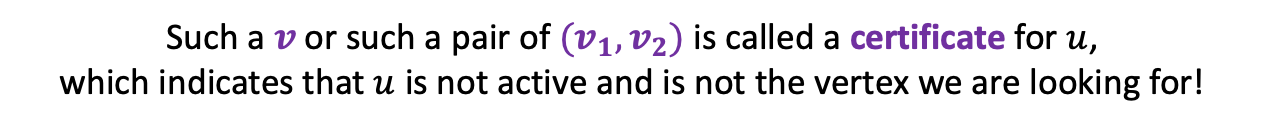 Such a v or such a pair of (v₁, v₂) is called a certificate for u,
which indicates that u is not active and is not the vertex we are looking for!